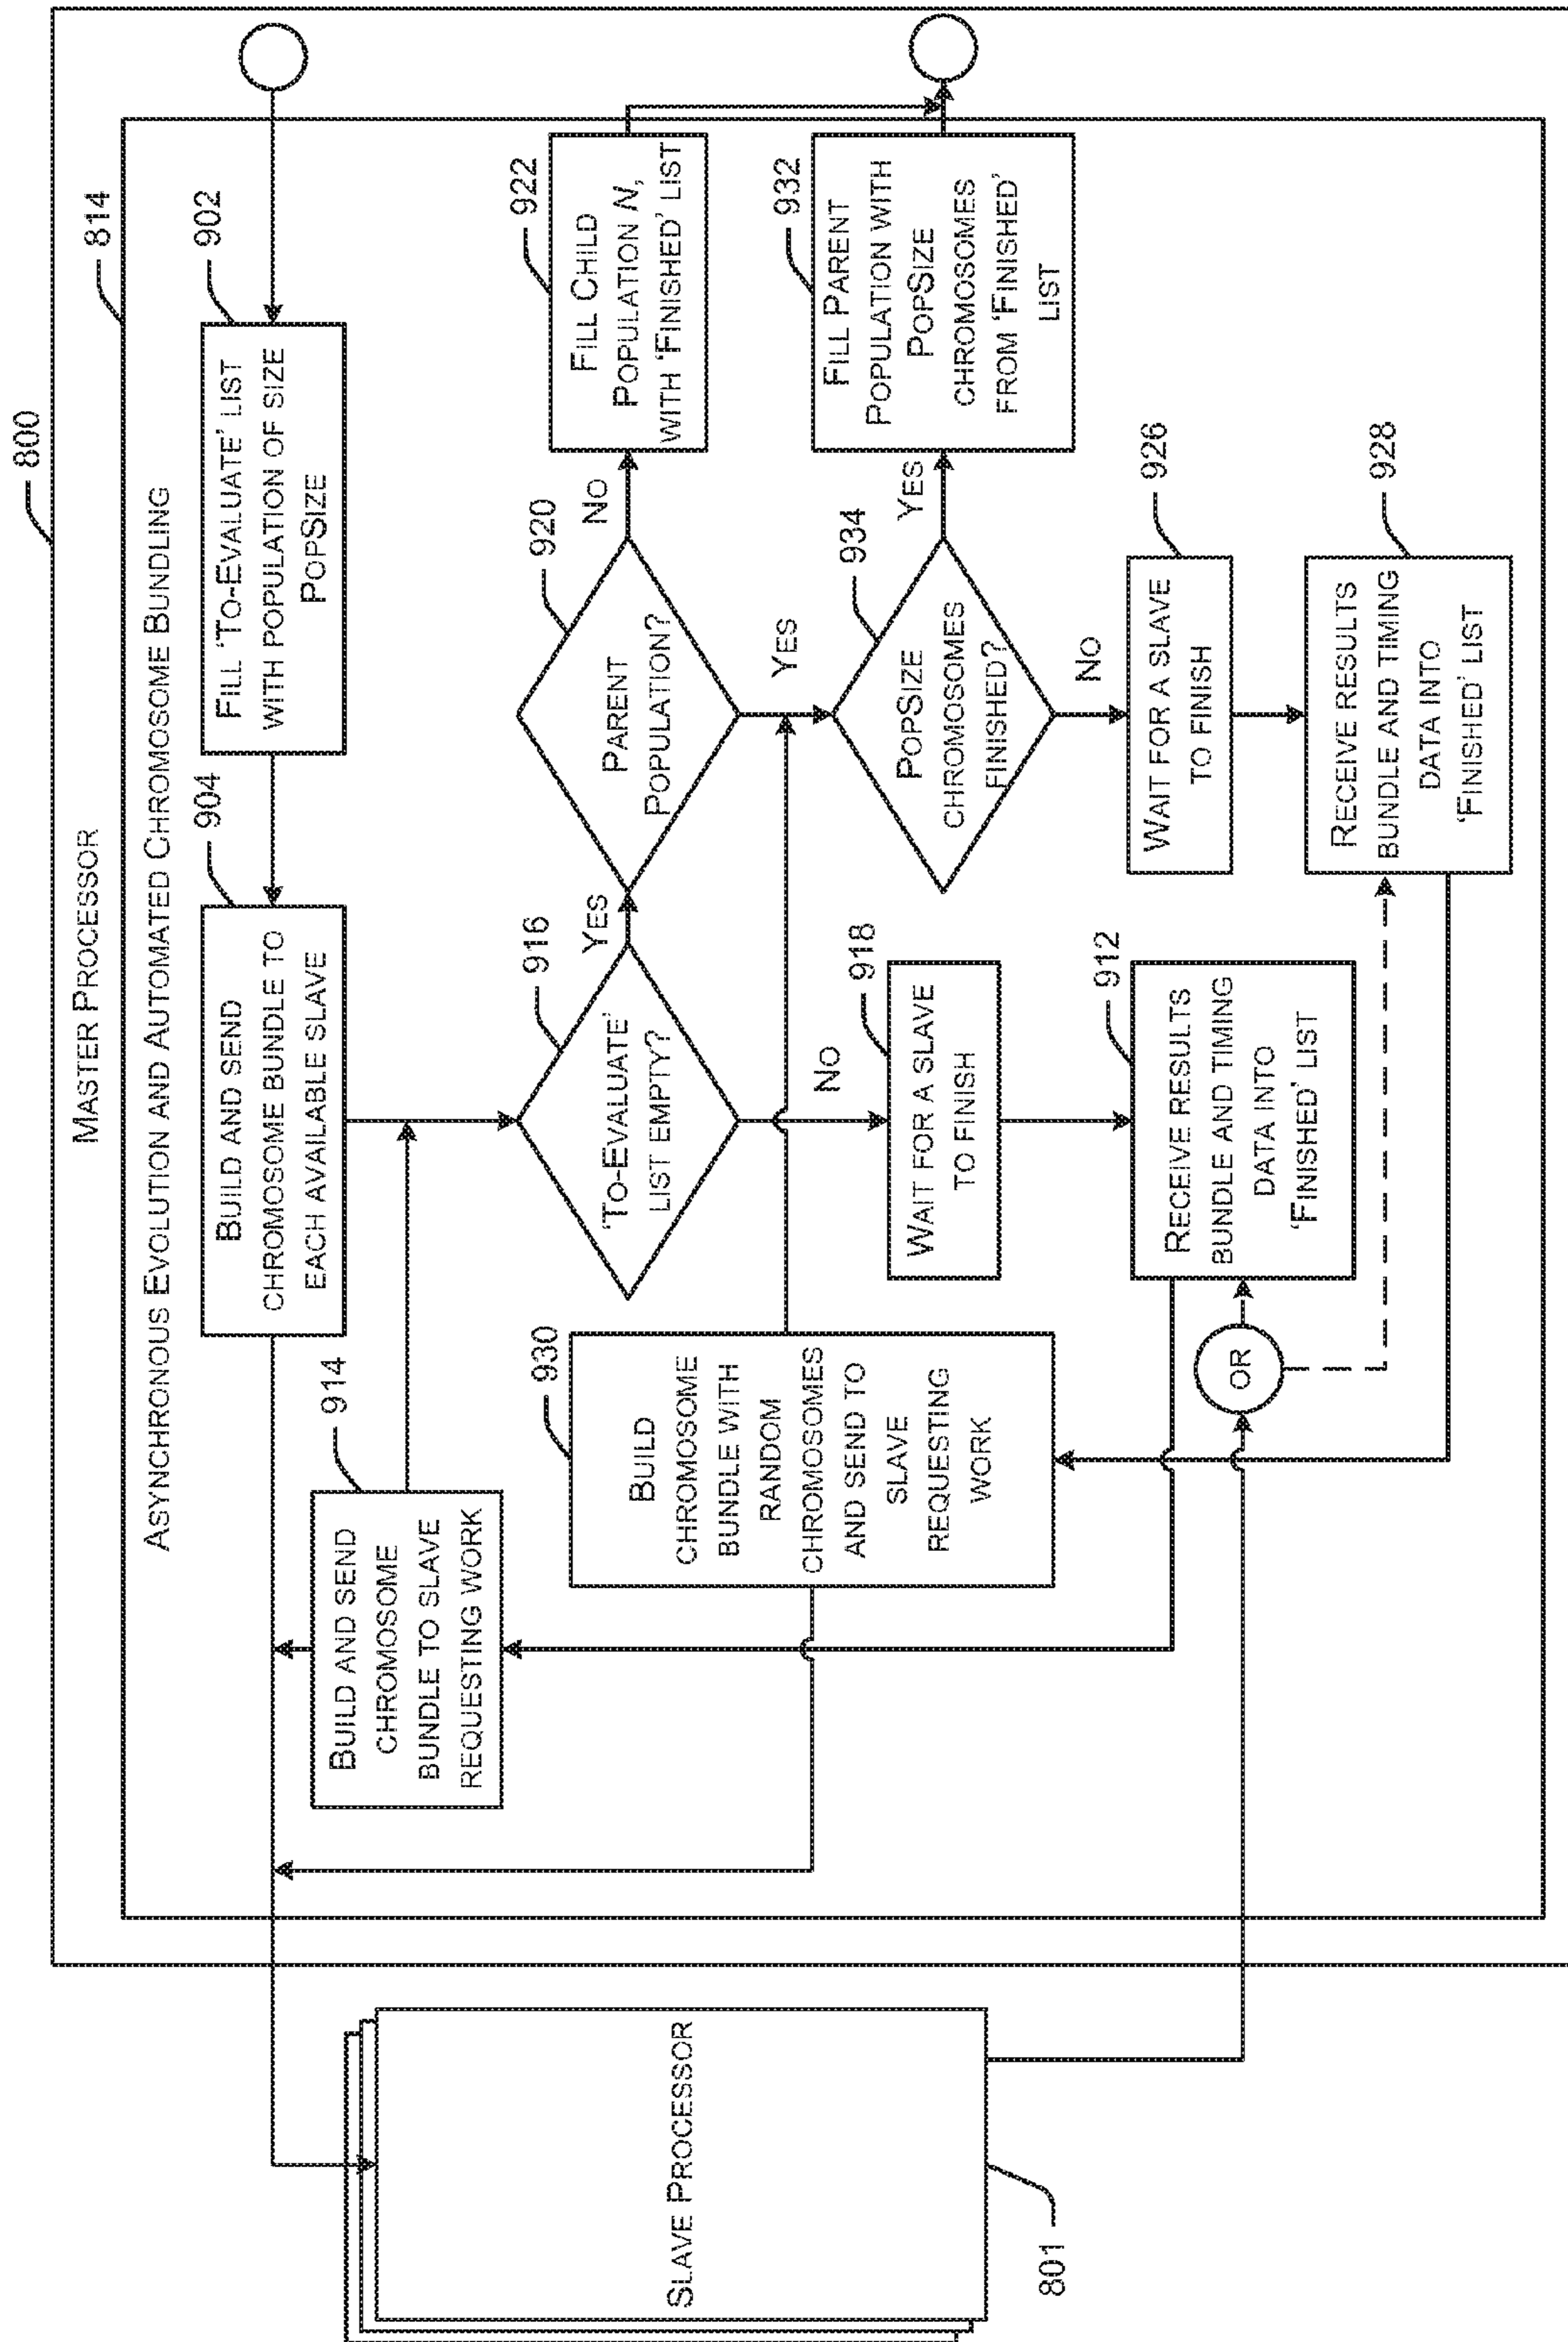 800
MASTER PROCESSOR
814
ASYNCHRONOUS EVOLUTION AND AUTOMATED CHROMOSOME BUNDLING
902
FILL 'TO-EVALUATE' LIST
WITH POPULATION OF SIZE
POPSIZE
904
BUILD AND SEND
CHROMOSOME BUNDLE TO
EACH AVAILABLE SLAVE
914
BUILD AND SEND
CHROMOSOME
BUNDLE TO SLAVE
REQUESTING WORK
916
'TO-EVALUATE'
LIST EMPTY?
YES
NO
920
PARENT
POPULATION?
NO
YES
922
FILL CHILD
POPULATION N,
WITH 'FINISHED' LIST
930
BUILD
CHROMOSOME
BUNDLE WITH
RANDOM
CHROMOSOMES
AND SEND TO
SLAVE
REQUESTING
WORK
918
WAIT FOR A SLAVE
TO FINISH
934
POPSIZE
CHROMOSOMES
FINISHED?
YES
NO
932
FILL PARENT
POPULATION WITH
POPSIZE
CHROMOSOMES
FROM 'FINISHED'
LIST
912
RECEIVE RESULTS
BUNDLE AND TIMING
DATA INTO
'FINISHED' LIST
926
WAIT FOR A SLAVE
TO FINISH
928
RECEIVE RESULTS
BUNDLE AND TIMING
DATA INTO
'FINISHED' LIST
OR
SLAVE PROCESSOR
801